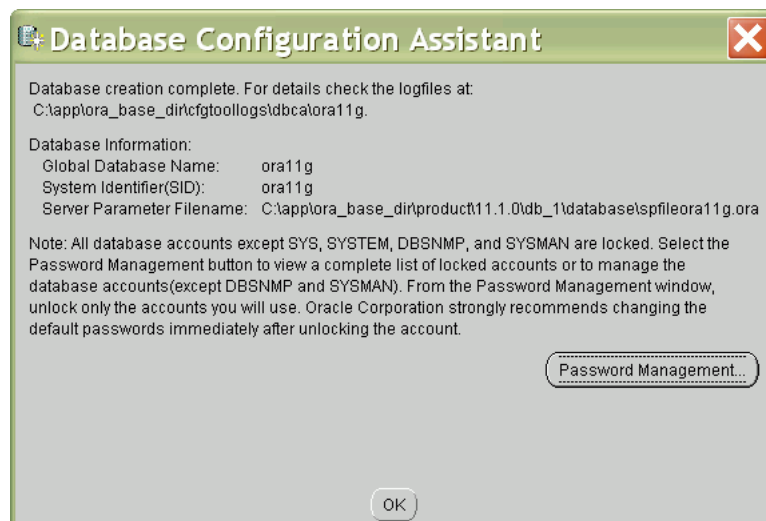 Database Configuration Assistant
Database creation complete. For details check the logfiles at:
C:\app\ora_base_dir\cfgtoollogs\dbca\ora11g.
Database Information:
Global Database Name: ora11g
System Identifier(SID): ora11g
Server Parameter Filename: C:\app\ora_base_dir\product\11.1.0\db_1\database\spfileora11g.ora
Note: All database accounts except SYS, SYSTEM, DBSNMP, and SYSMAN are locked. Select the
Password Management button to view a complete list of locked accounts or to manage the
database accounts(except DBSNMP and SYSMAN). From the Password Management window,
unlock only the accounts you will use. Oracle Corporation strongly recommends changing the
default passwords immediately after unlocking the account.
Password Management...
OK